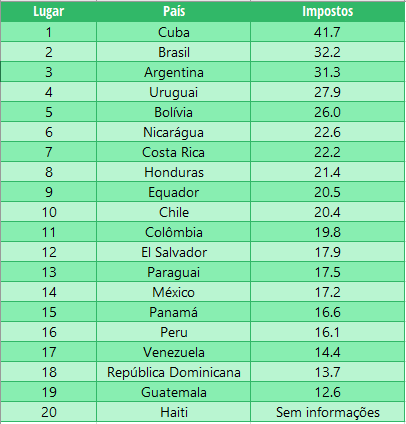 Lugar País Impostos
1 Cuba 41.7
2 Brasil 32.2
3 Argentina 31.3
4 Uruguai 27.9
5 Bolívia 26.0
6 Nicarágua 22.6
7 Costa Rica 22.2
8 Honduras 21.4
9 Equador 20.5
10 Chile 20.4
11 Colômbia 19.8
12 El Salvador 17.9
13 Paraguai 17.5
14 México 17.2
15 Panamá 16.6
16 Peru 16.1
17 Venezuela 14.4
18 República Dominicana 13.7
19 Guatemala 12.6
20 Haiti Sem informações